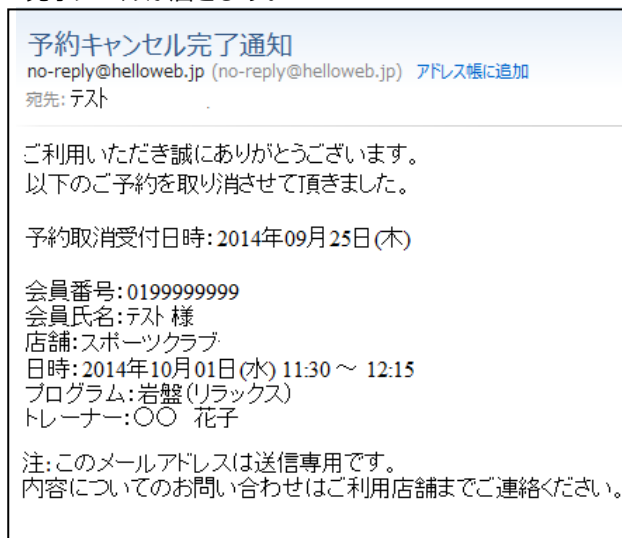 予約キャンセル完了通知
no-reply@helloweb.jp (no-reply@helloweb.jp) アドレス帳に追加
宛先: テスト
ご利用いただき誠にありがとうございます。
以下のご予約を取り消させて頂きました。
予約取消受付日時：2014年09月25日(木)
会員番号：0199999999
会員氏名：テスト 様
店舗：スポーツクラブ
日時：2014年10月01日(水) 11:30 ～ 12:15
プログラム：岩盤(リラックス)
トレーナー：〇〇　花子
注：このメールアドレスは送信専用です。
内容についてのお問い合わせはご利用店舗までご連絡ください。